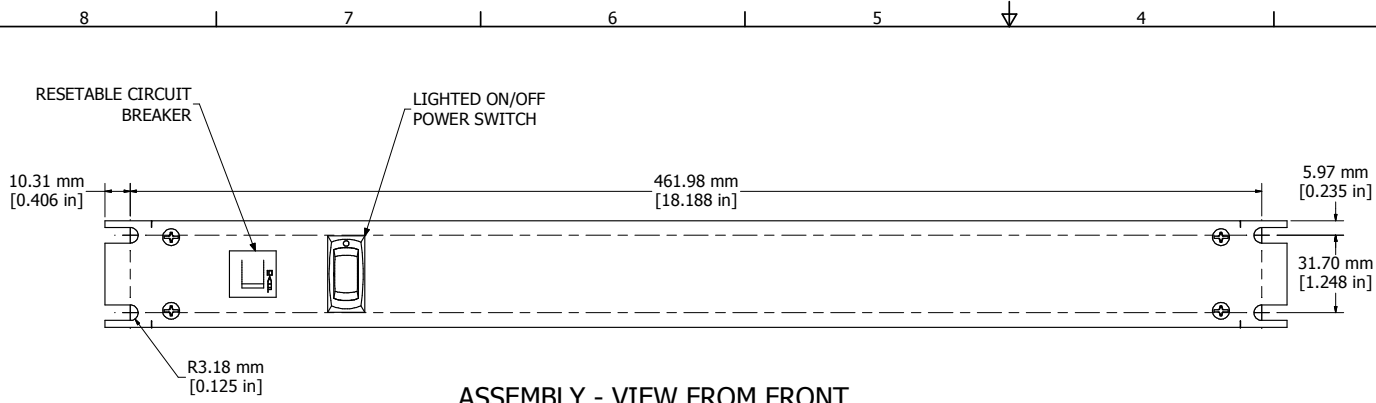 8 7 6 5 4
RESETABLE CIRCUIT
BREAKER
LIGHTED ON/OFF
POWER SWITCH
10.31 mm
[0.406 in]
461.98 mm
[18.188 in]
5.97 mm
[0.235 in]
31.70 mm
[1.248 in]
R3.18 mm
[0.125 in]
ASSEMBLY - VIEW FROM FRONT